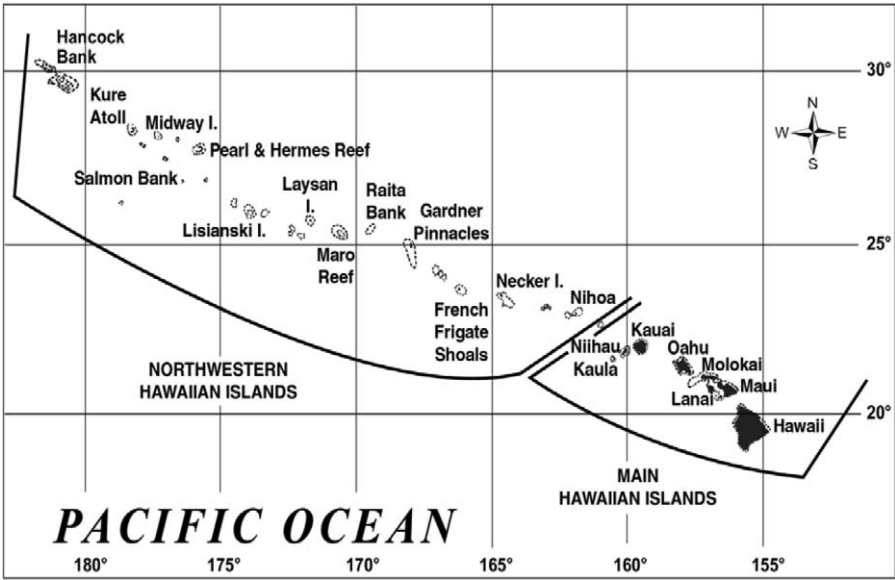 Hancock
Bank
30°
Kure
Atoll
Midway I.
Pearl & Hermes Reef
N
W E
S
Salmon Bank
Laysan
I.
Raita
Bank
Gardner
Pinnacles
Lisianski I.
25°
Maro
Reef
Necker I.
Nihoa
French
Frigate
Shoals
Kauai
Niihau
Kaula
Oahu
Molokai
Maui
Lanai
NORTHWESTERN
HAWAIIAN ISLANDS
20°
Hawaii
MAIN
HAWAIIAN ISLANDS
PACIFIC OCEAN
180° 175° 170° 165° 160° 155°